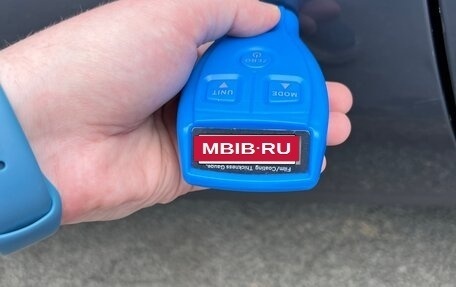 ZERO
UNIT MODE
MBIB·RU
Film/Coating Thickness Gauge.